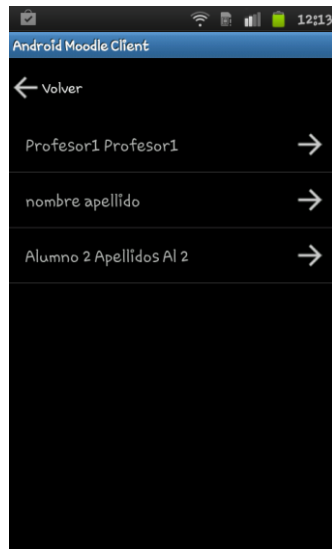 12:13
Android Moodle Client
Volver
Profesor1 Profesor1
nombre apellido
Alumno 2 Apellidos Al 2